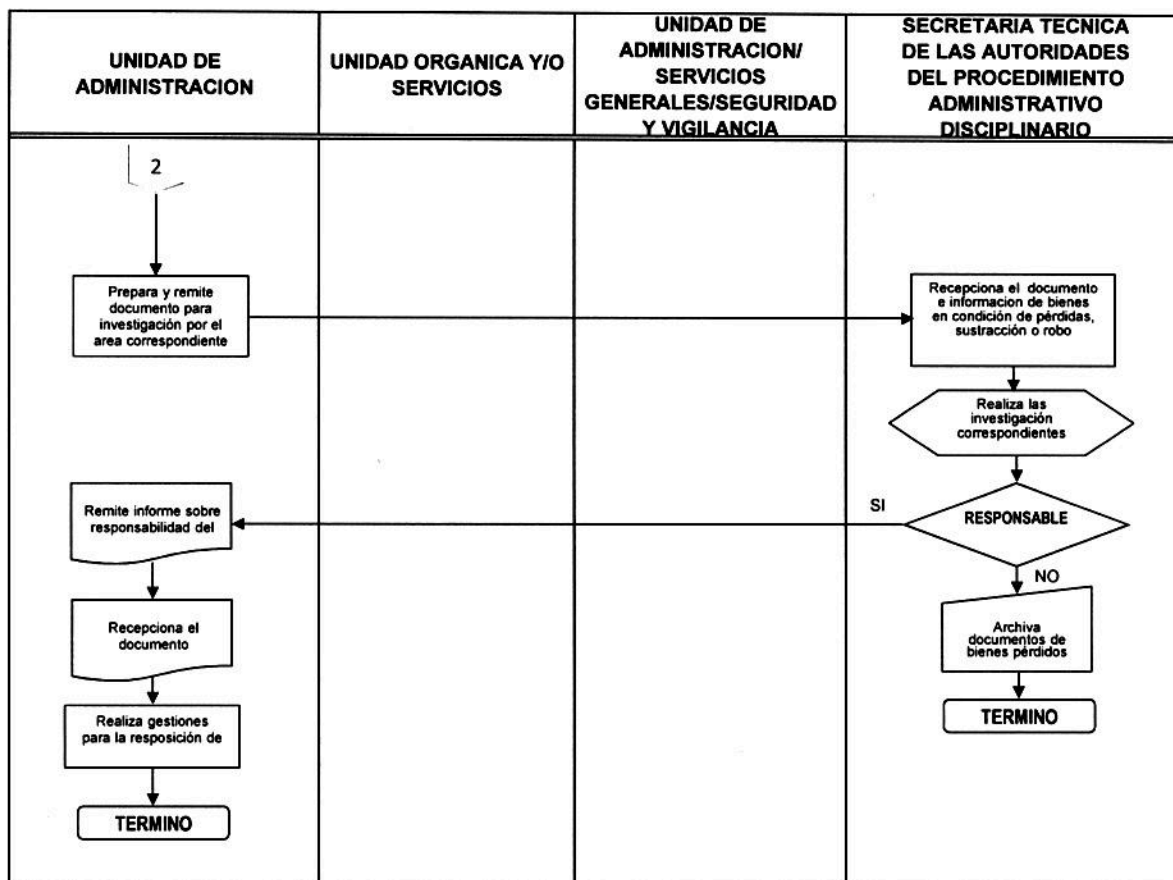 UNIDAD DE
ADMINISTRACION
UNIDAD ORGANICA Y/O
SERVICIOS
UNIDAD DE
ADMINISTRACION/
SERVICIOS
GENERALES/SEGURIDAD
Y VIGILANCIA
SECRETARIA TECNICA
DE LAS AUTORIDADES
DEL PROCEDIMIENTO
ADMINISTRATIVO
DISCIPLINARIO
2
Prepara y remite
documento para
investigación por el
area correspondiente
Recepciona el documento
e informacion de bienes
en condición de pérdidas,
sustracción o robo
Realiza las
investigación
correspondientes
Remite informe sobre
responsabilidad del
SI
RESPONSABLE
NO
Recepciona el
documento
Archiva
documentos de
bienes pérdidos
Realiza gestiones
para la resposición de
TERMINO
TERMINO